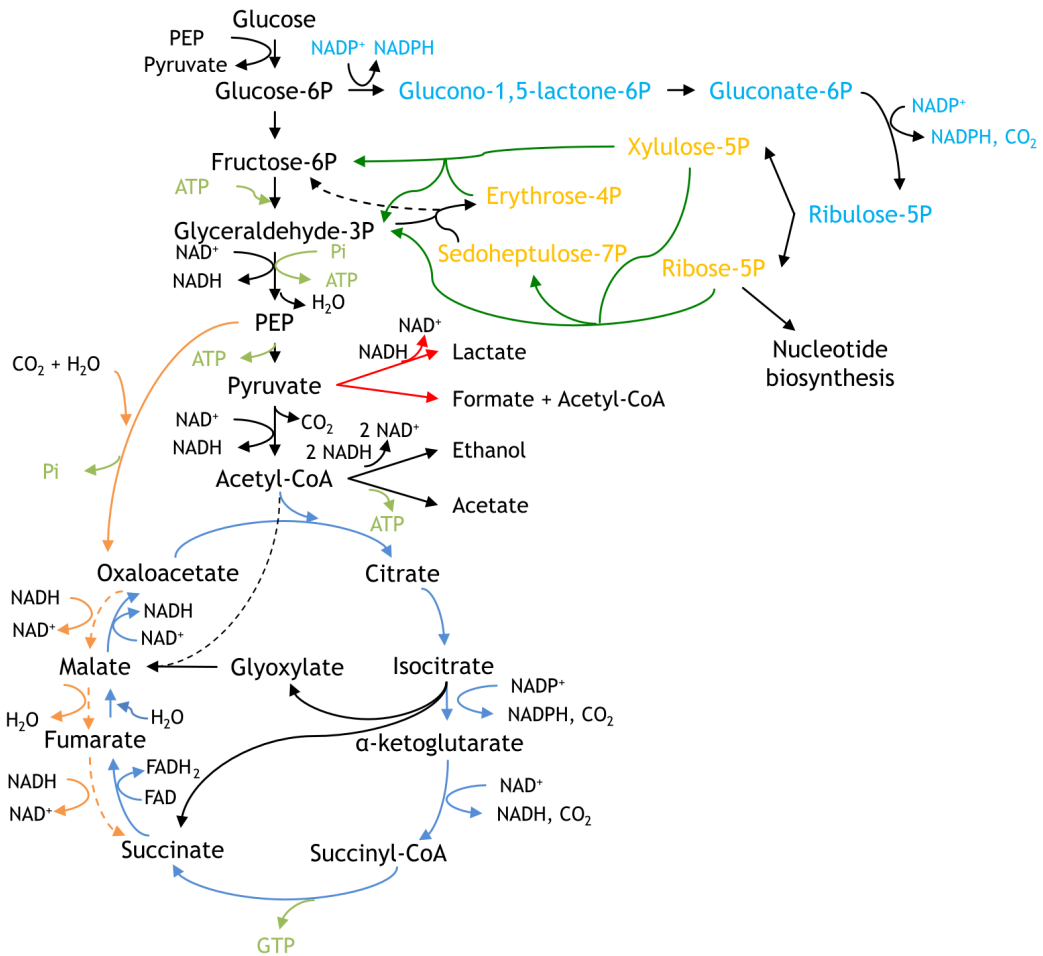 Glucose
PEP
NADP⁺ NADPH
Pyruvate
Glucose-6P
Glucono-1,5-lactone-6P
Gluconate-6P
NADP⁺
NADPH, CO₂
Xylulose-5P
Fructose-6P
ATP
Erythrose-4P
Ribulose-5P
Glyceraldehyde-3P
NAD⁺
Pi
Sedoheptulose-7P
Ribose-5P
NADH
ATP
H₂O
PEP
NAD⁺
ATP
NADH
Lactate
Nucleotide
biosynthesis
CO₂ + H₂O
Pyruvate
Formate + Acetyl-CoA
NAD⁺
CO₂
2 NAD⁺
NADH
2 NADH
Ethanol
Pi
Acetyl-CoA
Acetate
ATP
Oxaloacetate
Citrate
NADH
NADH
NAD⁺
NAD⁺
Malate
Glyoxylate
Isocitrate
NADP⁺
NADPH, CO₂
H₂O
H₂O
Fumarate
α-ketoglutarate
NADH
FADH₂
NAD⁺
FAD
NAD⁺
NADH, CO₂
Succinate
Succinyl-CoA
GTP